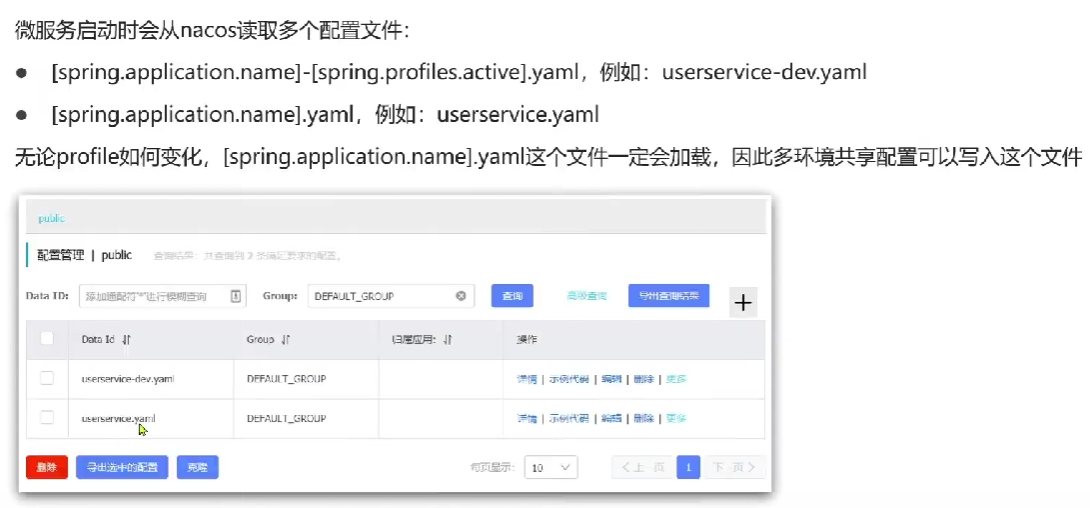 微服务启动时会从nacos读取多个配置文件：
● [spring.application.name]-[spring.profiles.active].yaml，例如：userservice-dev.yaml
● [spring.application.name].yaml，例如：userservice.yaml
无论profile如何变化，[spring.application.name].yaml这个文件一定会加载，因此多环境共享配置可以写入这个文件
public
配置管理 | public 查询结果：共查询到 2 条满足要求的配置。
Data ID: 添加通配符'*'进行模糊查询 Group: DEFAULT_GROUP 查询 高级查询 导出查询结果 +
Data Id Group 归属应用: 操作
userservice-dev.yaml DEFAULT_GROUP 详情 | 示例代码 | 编辑 | 删除 | 更多
userservice.yaml DEFAULT_GROUP 详情 | 示例代码 | 编辑 | 删除 | 更多
删除 导出选中的配置 克隆 每页显示: 10 < 上一页 1 下一页 >